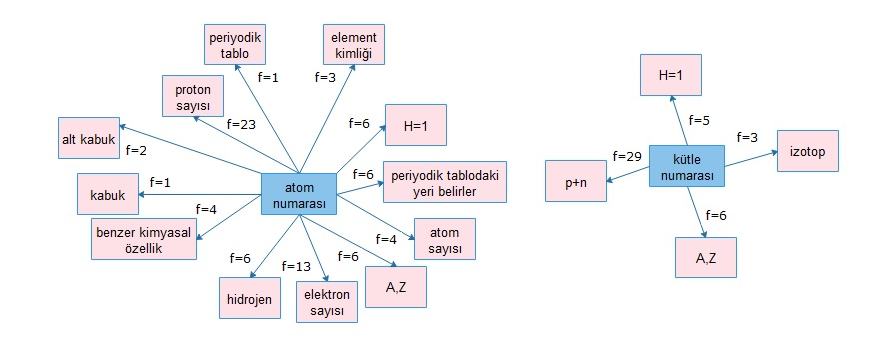 periyodik
tablo
element
kimliği
f=1
f=3
proton
sayısı
f=23
f=6
H=1
alt kabuk
f=2
f=6
periyodik tablodaki
yeri belirler
kabuk
f=1
atom
numarası
f=4
benzer kimyasal
özellik
f=4
atom
sayısı
f=6
f=13
f=6
hidrojen
elektron
sayısı
A,Z
H=1
f=5
f=3
izotop
kütle
numarası
f=29
p+n
f=6
A,Z